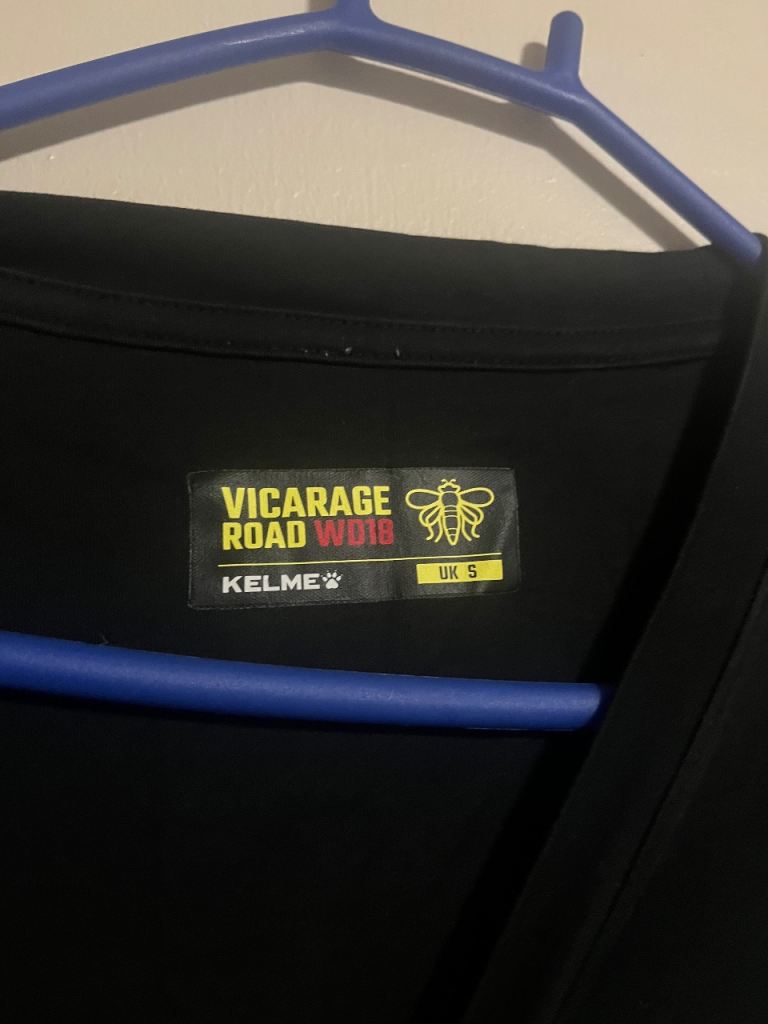 VICARAGE
ROAD WD18
KELME
UK S